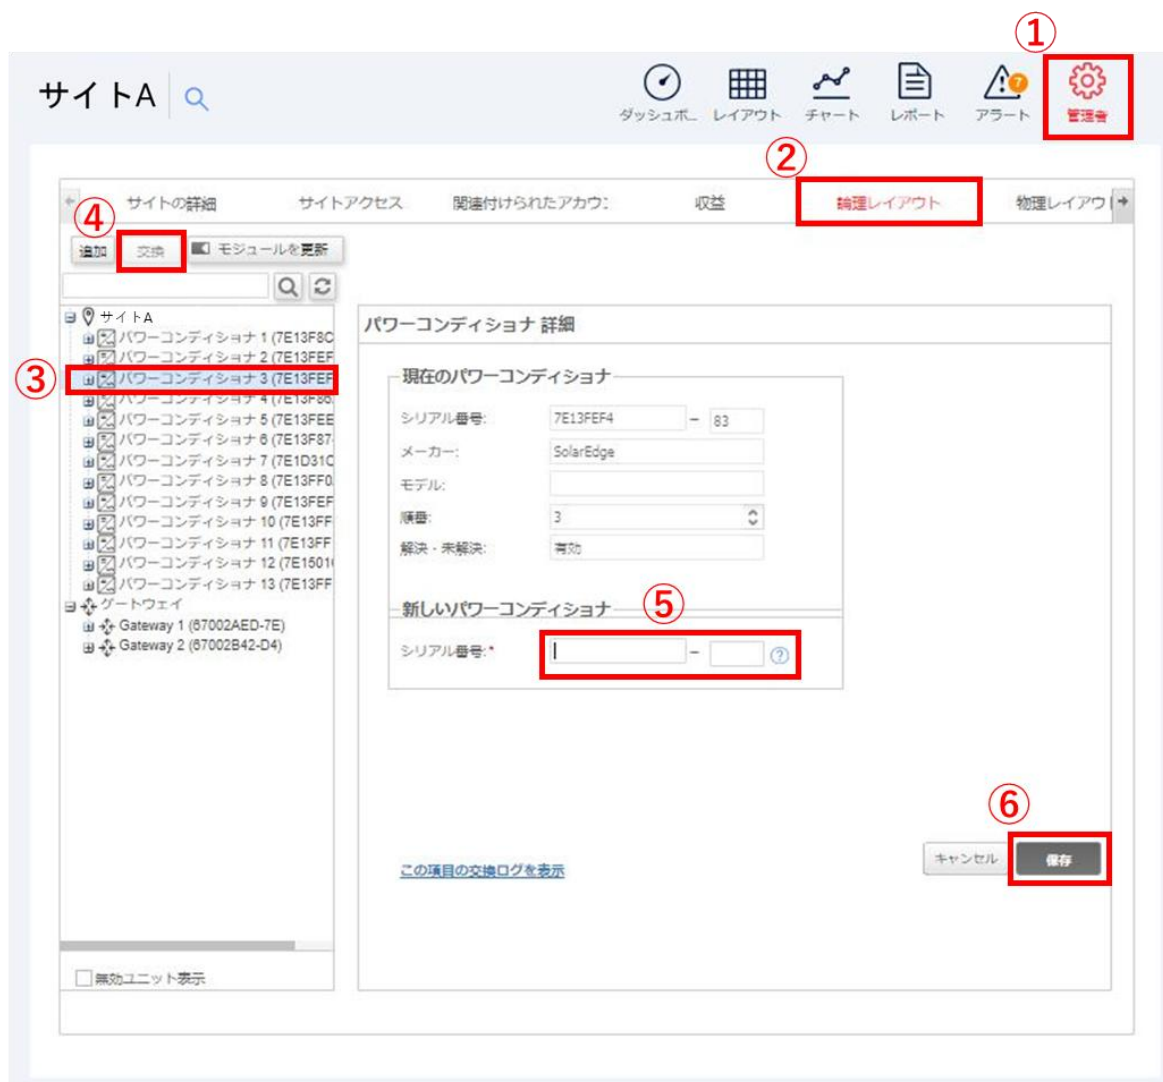 ①
サイトA
ダッシュボ...
レイアウト
チャート
レポート
アラート
7
管理者
②
サイトの詳細
サイトアクセス
関連付けられたアカウ:
収益
論理レイアウト
物理レイアウ
④
追加
交換
モジュールを更新
サイトA
パワーコンディショナ 1 (7E13F8C
パワーコンディショナ 2 (7E13FEF
③
パワーコンディショナ 3 (7E13FEF
パワーコンディショナ 4 (7E13F86.
パワーコンディショナ 5 (7E13FEE
パワーコンディショナ 6 (7E13F87-
パワーコンディショナ 7 (7E1D31C
パワーコンディショナ 8 (7E13FF0.
パワーコンディショナ 9 (7E13FEF
パワーコンディショナ 10 (7E13FF
パワーコンディショナ 11 (7E13FF
パワーコンディショナ 12 (7E1501
パワーコンディショナ 13 (7E13FF
ゲートウェイ
Gateway 1 (67002AED-7E)
Gateway 2 (67002B42-D4)
無効ユニット表示
パワーコンディショナ 詳細
現在のパワーコンディショナ
シリアル番号: 7E13FEF4 – 83
メーカー: SolarEdge
モデル:
順番: 3
解決・未解決: 有効
新しいパワーコンディショナ
⑤
シリアル番号:* –
?
⑥
この項目の交換ログを表示
キャンセル
保存